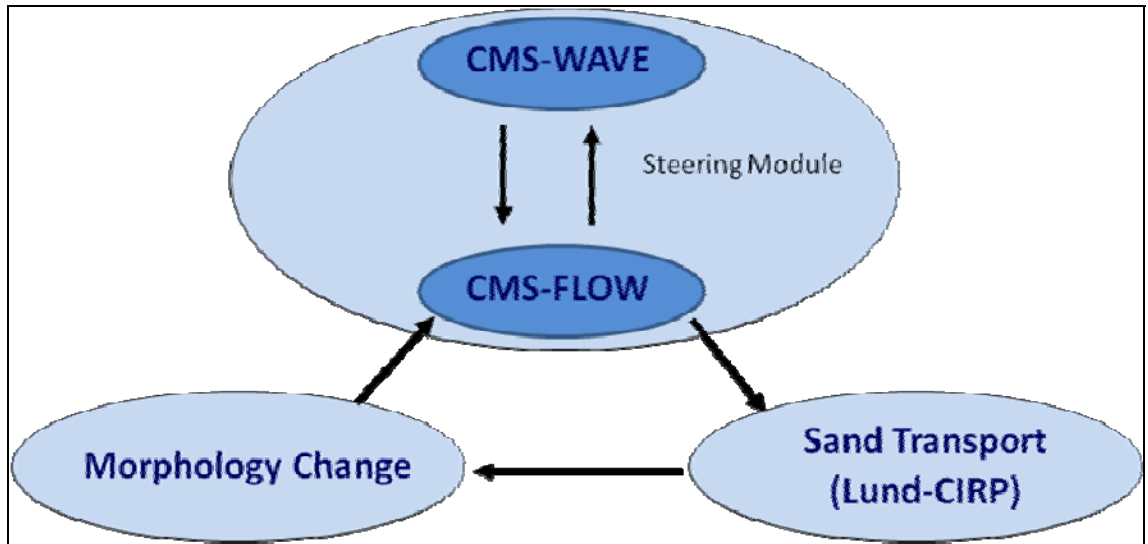 CMS-WAVE
Steering Module
CMS-FLOW
Morphology Change
Sand Transport
(Lund-CIRP)